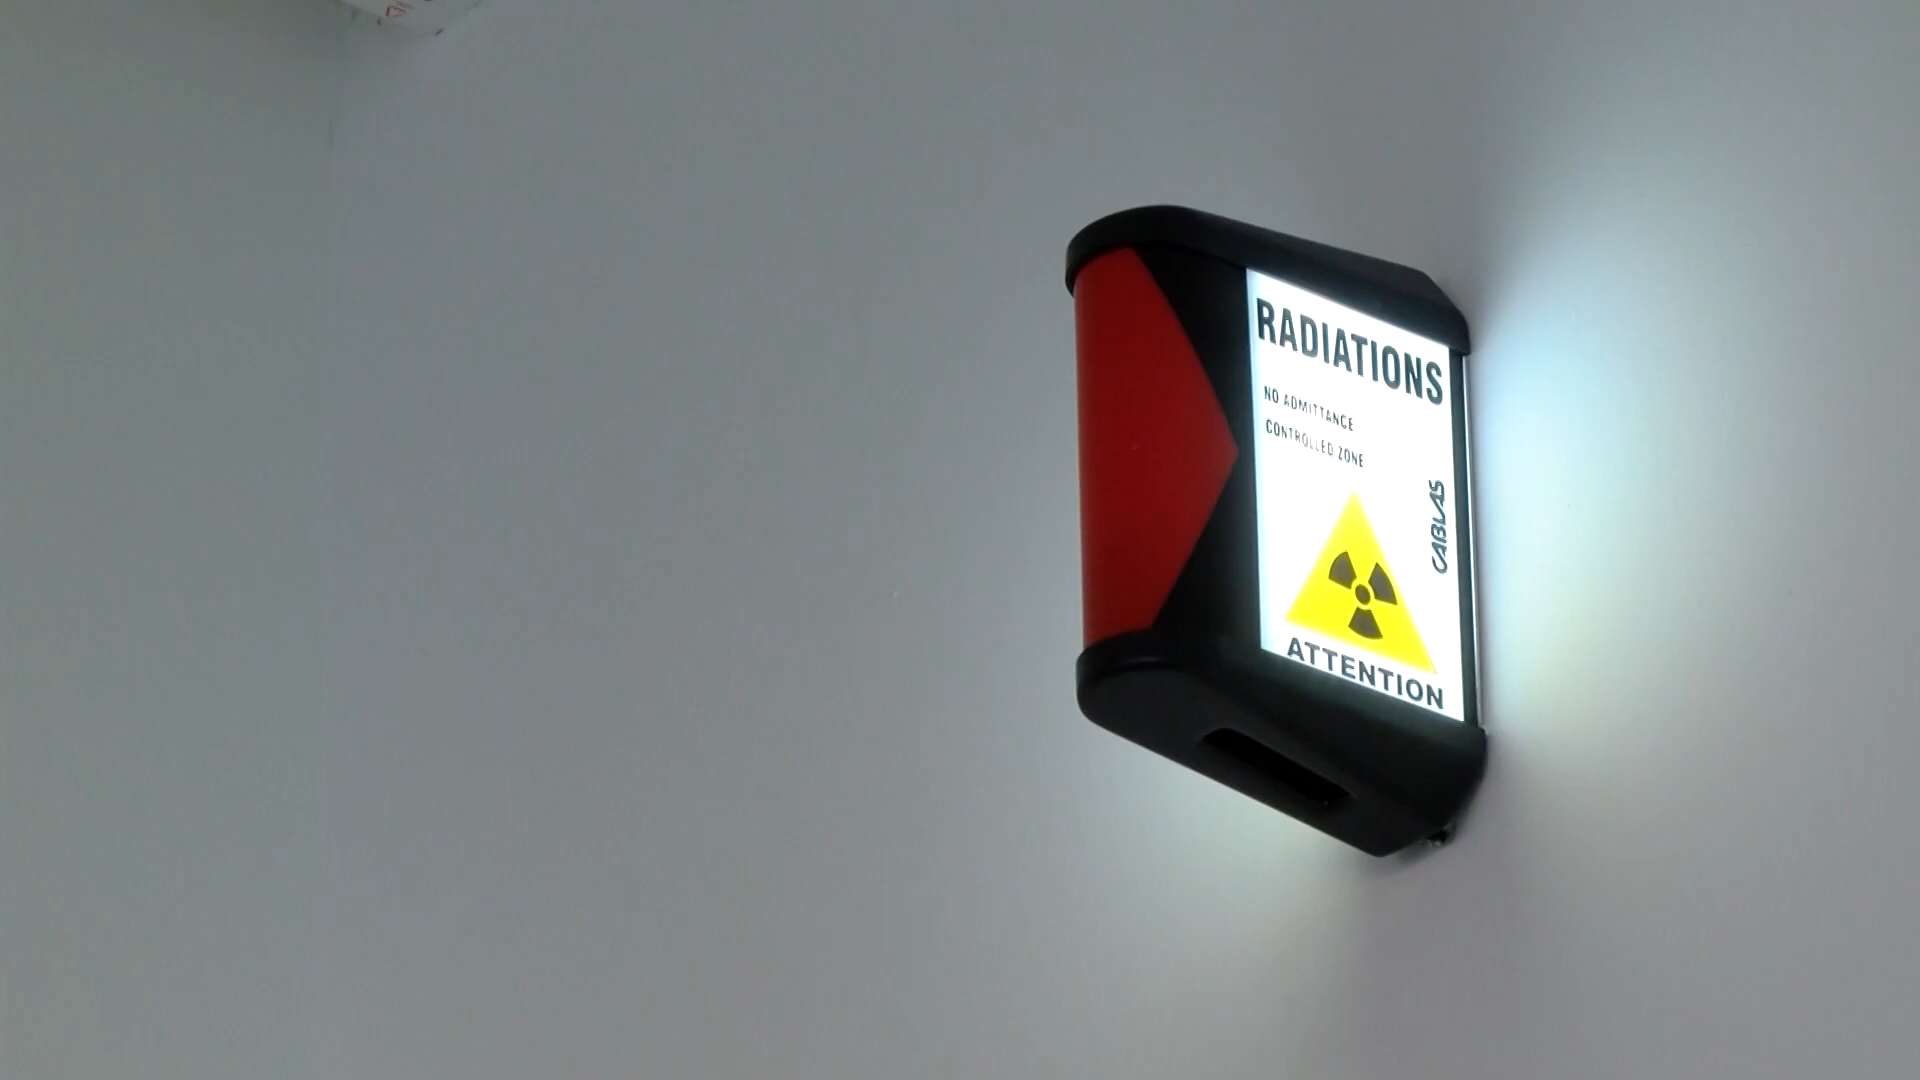 RADIATIONS
NO ADMITTANCE
CONTROLLED ZONE
CABLAS
ATTENTION